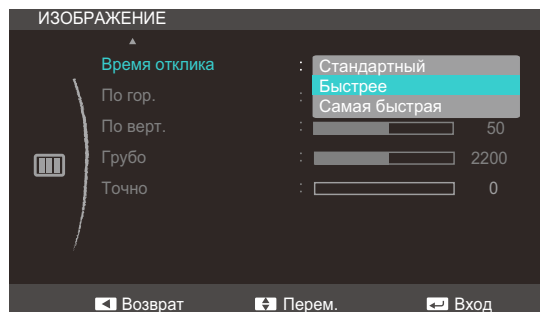 ИЗОБРАЖЕНИЕ
Время отклика : Стандартный
Быстрее
Самая быстрая
По гор. :
По верт. : 50
Грубо : 2200
Точно : 0
Возврат Перем. Вход